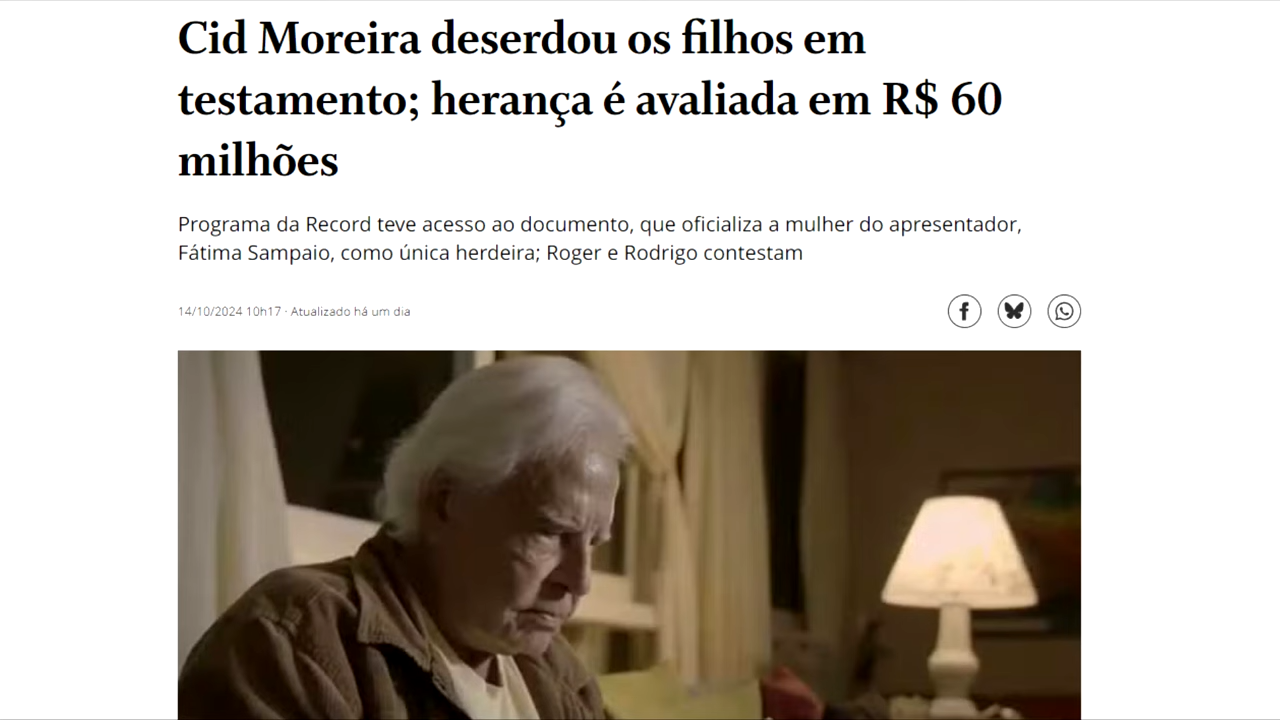 Cid Moreira deserdou os filhos em
testamento; herança é avaliada em R$ 60
milhões
Programa da Record teve acesso ao documento, que oficializa a mulher do apresentador,
Fátima Sampaio, como única herdeira; Roger e Rodrigo contestam
14/10/2024 10h17 · Atualizado há um dia